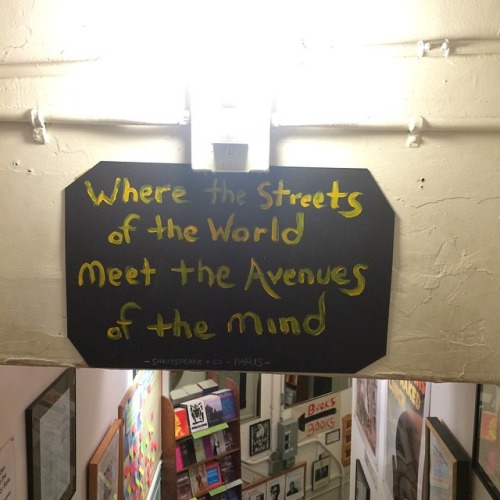 Where the Streets
of the World
meet the Avenues
of the mind
- SHAKESPEARE + CO - PARIS -
BOOKS
BOOKS